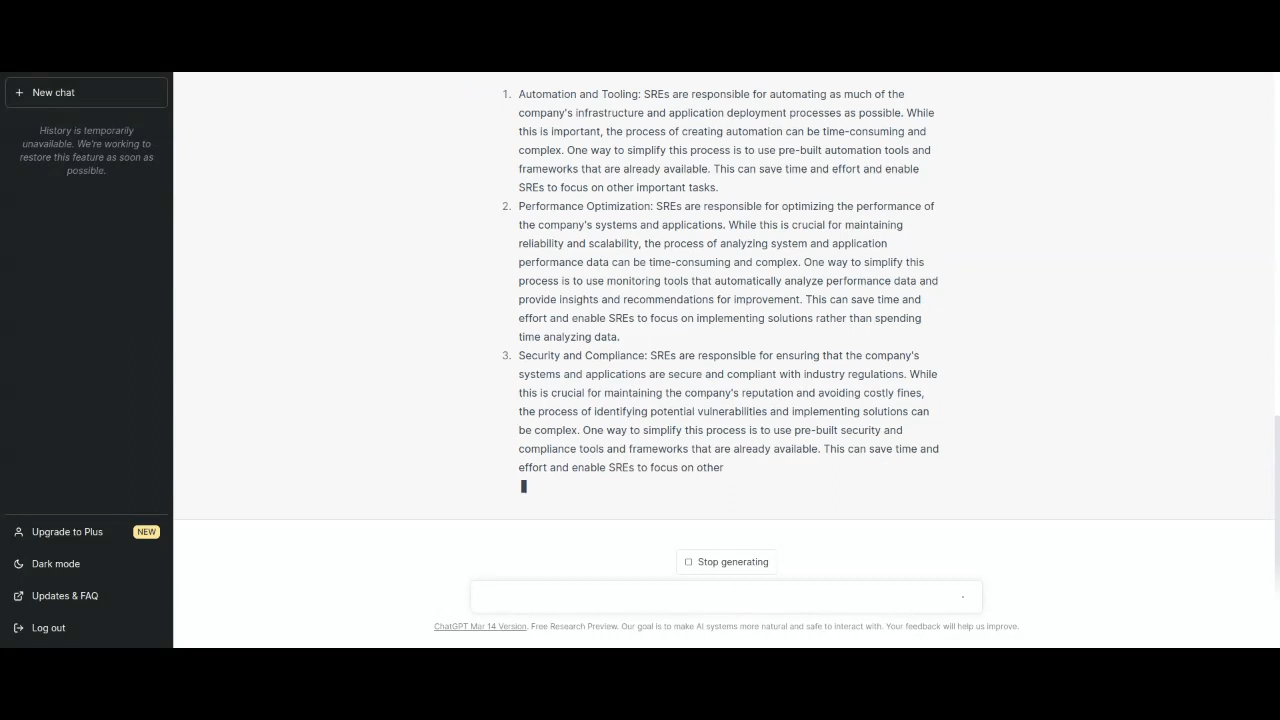 New chat
History is temporarily
unavailable. We're working to
restore this feature as soon as
possible.
Upgrade to Plus NEW
Dark mode
Updates & FAQ
Log out
1. Automation and Tooling: SREs are responsible for automating as much of the
company's infrastructure and application deployment processes as possible. While
this is important, the process of creating automation can be time-consuming and
complex. One way to simplify this process is to use pre-built automation tools and
frameworks that are already available. This can save time and effort and enable
SREs to focus on other important tasks.
2. Performance Optimization: SREs are responsible for optimizing the performance of
the company's systems and applications. While this is crucial for maintaining
reliability and scalability, the process of analyzing system and application
performance data can be time-consuming and complex. One way to simplify this
process is to use monitoring tools that automatically analyze performance data and
provide insights and recommendations for improvement. This can save time and
effort and enable SREs to focus on implementing solutions rather than spending
time analyzing data.
3. Security and Compliance: SREs are responsible for ensuring that the company's
systems and applications are secure and compliant with industry regulations. While
this is crucial for maintaining the company's reputation and avoiding costly fines,
the process of identifying potential vulnerabilities and implementing solutions can
be complex. One way to simplify this process is to use pre-built security and
compliance tools and frameworks that are already available. This can save time and
effort and enable SREs to focus on other
Stop generating
ChatGPT Mar 14 Version. Free Research Preview. Our goal is to make AI systems more natural and safe to interact with. Your feedback will help us improve.